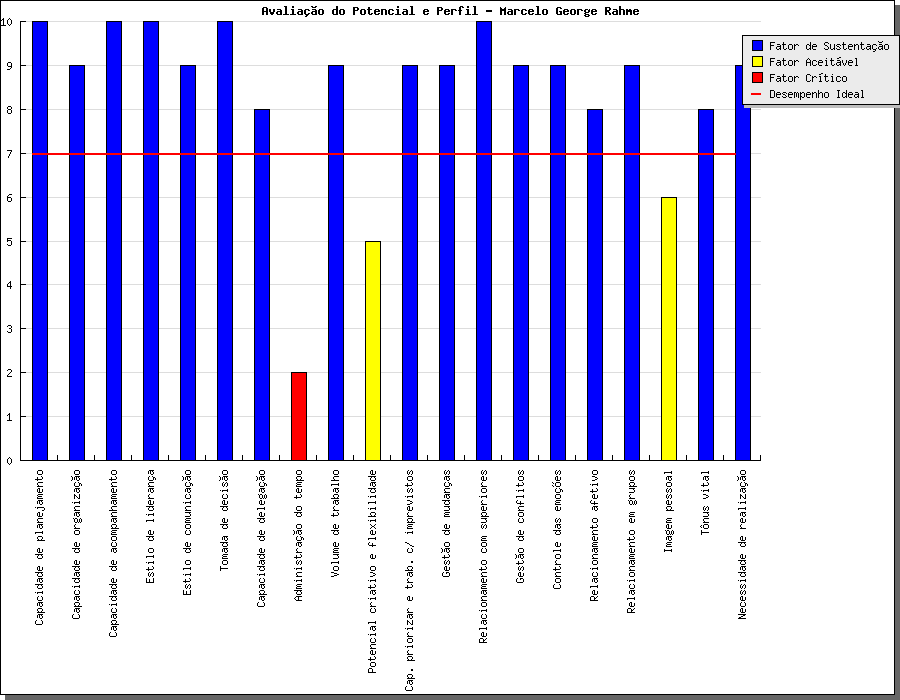 Avaliação do Potencial e Perfil - Marcelo George Rahme
Fator de Sustentação
Fator Aceitável
Fator Crítico
Desempenho Ideal
10
9
8
7
6
5
4
3
2
1
0
Capacidade de planejamento
Capacidade de organização
Capacidade de acompanhamento
Estilo de liderança
Estilo de comunicação
Tomada de decisão
Capacidade de delegação
Administração do tempo
Volume de trabalho
Potencial criativo e flexibilidade
Cap. priorizar e trab. c/ imprevistos
Gestão de mudanças
Relacionamento com superiores
Gestão de conflitos
Controle das emoções
Relacionamento afetivo
Relacionamento em grupos
Imagem pessoal
Tônus vital
Necessidade de realização